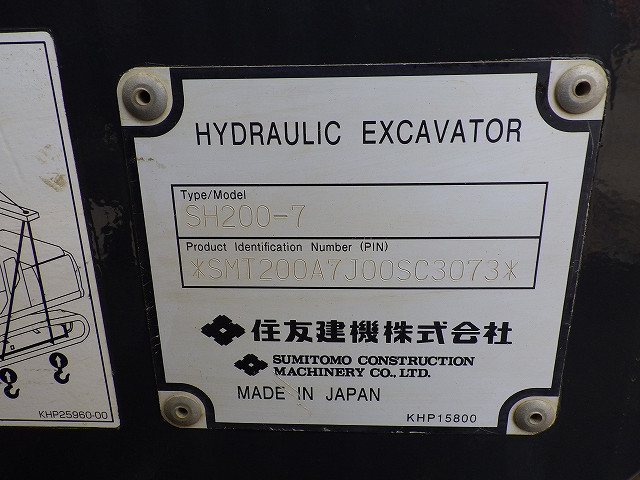 HYDRAULIC EXCAVATOR
Type/Model
SH200-7
Product Identification Number (PIN)
*SMT200A7J00SC3073*
住友建機株式会社
SUMITOMO CONSTRUCTION
MACHINERY CO., LTD.
MADE IN JAPAN
KHP15800
KHP25960-00